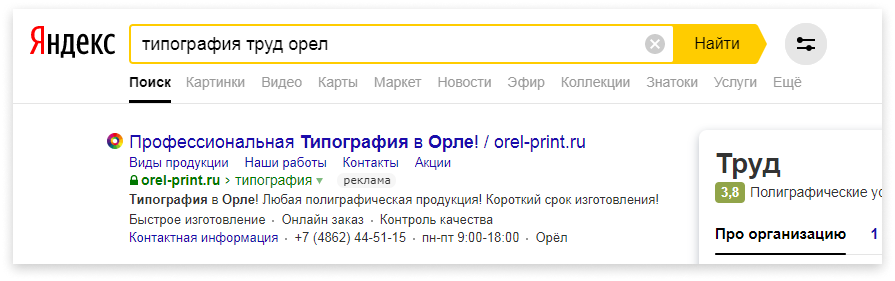 Яндекс
типография труд орел
Найти
Поиск Картинки Видео Карты Маркет Новости Эфир Коллекции Знатоки Услуги Ещё
Профессиональная Типография в Орле! / orel-print.ru
Виды продукции Наши работы Контакты Акции
orel-print.ru › типография реклама
Типография в Орле! Любая полиграфическая продукция! Короткий срок изготовления!
Быстрое изготовление · Онлайн заказ · Контроль качества
Контактная информация · +7 (4862) 44-51-15 · пн-пт 9:00-18:00 · Орёл
Труд
3,8 Полиграфические ус
Про организацию 1